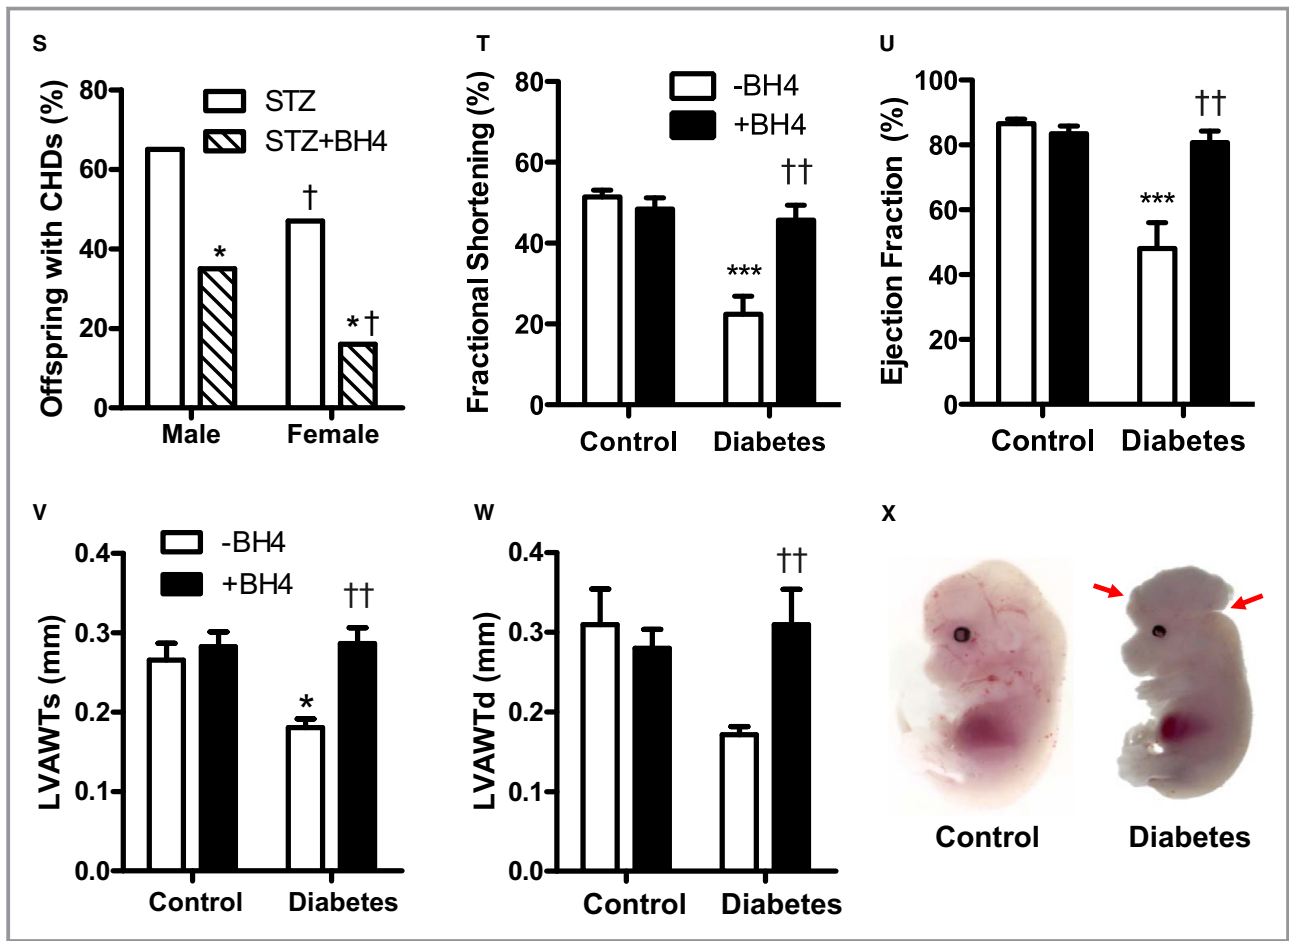 S
Offspring with CHDs (%)
80
60
40
20
0
STZ
STZ+BH4
*
†
* †
Male Female
T
Fractional Shortening (%)
80
60
40
20
0
-BH4
+BH4
***
††
Control Diabetes
U
Ejection Fraction (%)
100
80
60
40
20
0
***
††
Control Diabetes
V
LVAWTs (mm)
0.4
0.3
0.2
0.1
0.0
-BH4
+BH4
*
††
Control Diabetes
W
LVAWTd (mm)
0.4
0.3
0.2
0.1
0.0
††
Control Diabetes
X
Control Diabetes